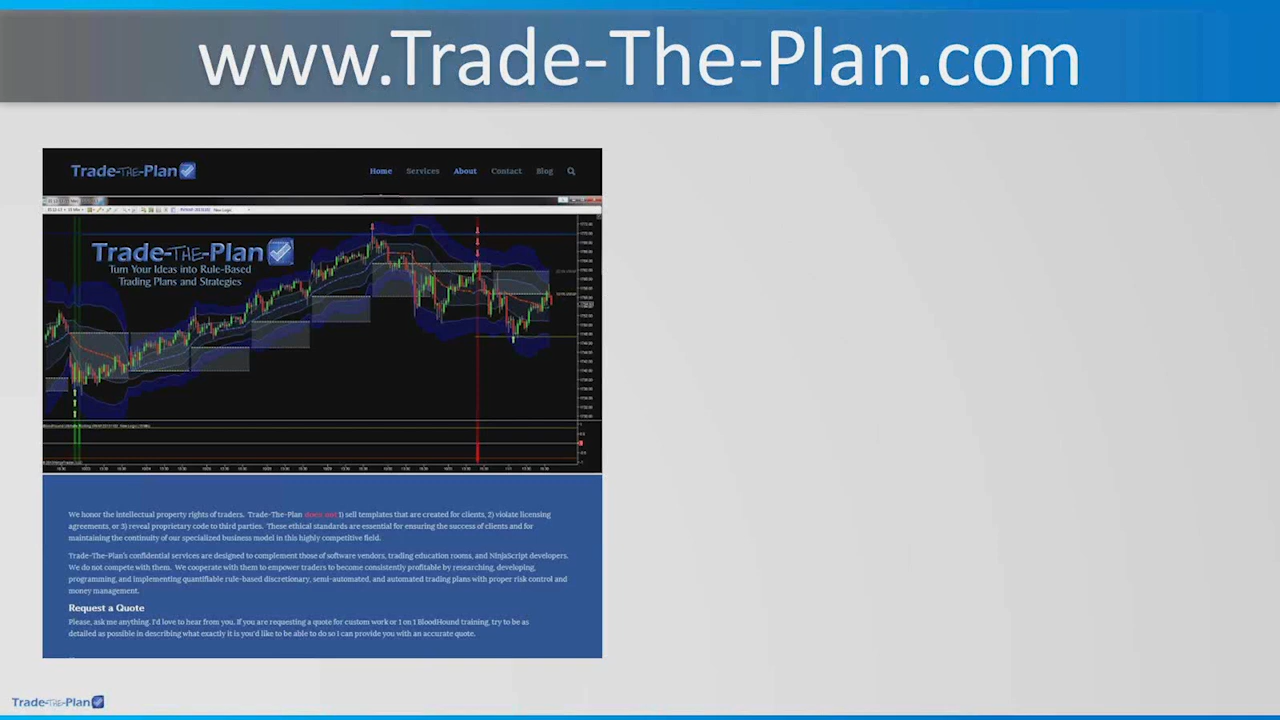 www.Trade-The-Plan.com
Trade-THE-Plan
Home Services About Contact Blog
Trade-THE-Plan
Turn Your Ideas into Rule-Based
Trading Plans and Strategies
We honor the intellectual property rights of traders. Trade-The-Plan does not 1) sell templates that are created for clients, 2) violate licensing
agreements, or 3) reveal proprietary code to third parties. These ethical standards are essential for ensuring the success of clients and for
maintaining the continuity of our specialized business model in this highly competitive field.
Trade-The-Plan's confidential services are designed to complement those of software vendors, trading education rooms, and NinjaScript developers.
We do not compete with them. We cooperate with them to empower traders to become consistently profitable by researching, developing,
programming, and implementing quantifiable rule-based discretionary, semi-automated, and automated trading plans with proper risk control and
money management.
Request a Quote
Please, ask me anything. I'd love to hear from you. If you are requesting a quote for custom work or 1 on 1 BloodHound training, try to be as
detailed as possible in describing what exactly it is you'd like to be able to do so I can provide you with an accurate quote.
Trade-THE-Plan